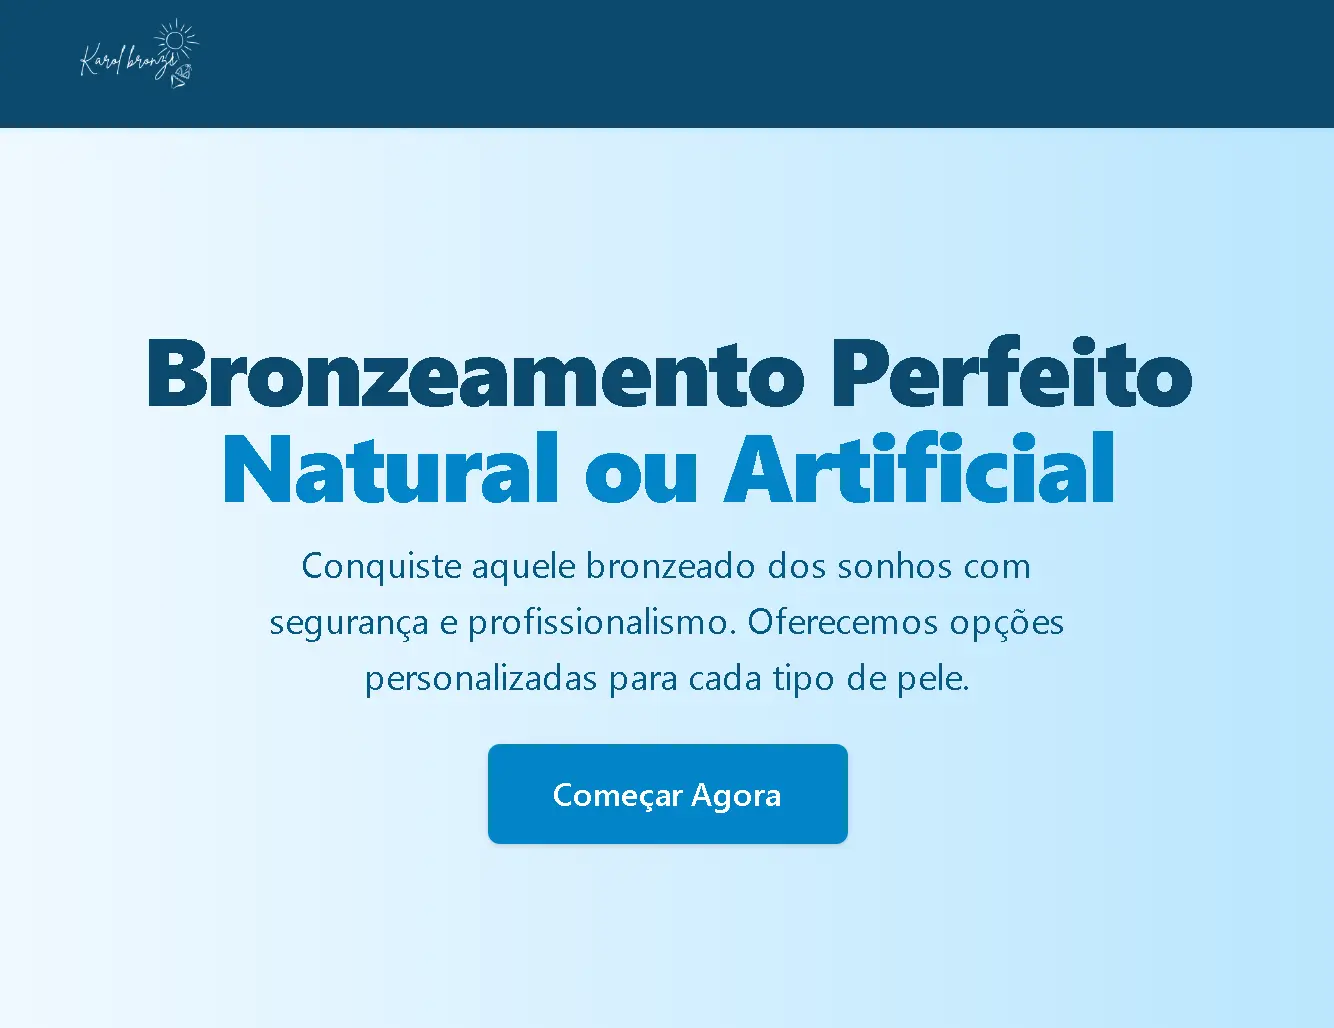 Karol bronze
Bronzeamento Perfeito
Natural ou Artificial
Conquiste aquele bronzeado dos sonhos com
segurança e profissionalismo. Oferecemos opções
personalizadas para cada tipo de pele.
Começar Agora